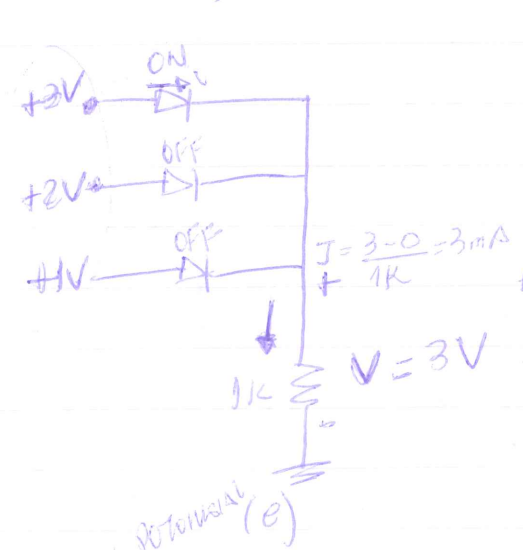 ON
+3V
i
OFF
+2V
OFF
+1V
I = 3-0 / 1K = 3mA
+
1K
V = 3V
-
(e)